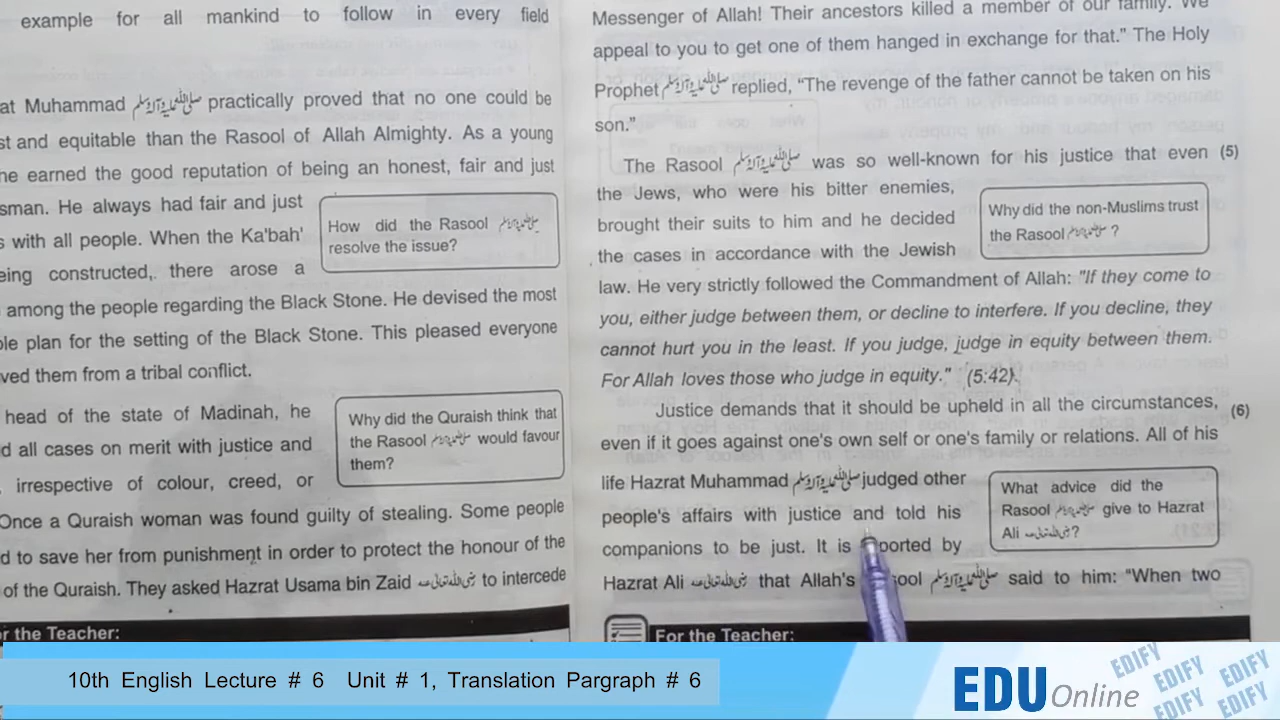 example for all mankind to follow in every field
at Muhammad ﷺ practically proved that no one could be
st and equitable than the Rasool of Allah Almighty. As a young
he earned the good reputation of being an honest, fair and just
sman. He always had fair and just
s with all people. When the Ka'bah'
eing constructed, there arose a
among the people regarding the Black Stone. He devised the most
ble plan for the setting of the Black Stone. This pleased everyone
ved them from a tribal conflict.
How did the Rasool ﷺ
resolve the issue?
head of the state of Madinah, he
d all cases on merit with justice and
irrespective of colour, creed, or
Once a Quraish woman was found guilty of stealing. Some people
d to save her from punishment in order to protect the honour of the
of the Quraish. They asked Hazrat Usama bin Zaid رضی اللہ تعالیٰ عنہ to intercede
Why did the Quraish think that
the Rasool ﷺ would favour
them?
r the Teacher:
Messenger of Allah! Their ancestors killed a member of our family. We
appeal to you to get one of them hanged in exchange for that." The Holy
Prophet ﷺ replied, "The revenge of the father cannot be taken on his
son."
The Rasool ﷺ was so well-known for his justice that even (5)
the Jews, who were his bitter enemies,
brought their suits to him and he decided
the cases in accordance with the Jewish
law. He very strictly followed the Commandment of Allah: "If they come to
you, either judge between them, or decline to interfere. If you decline, they
cannot hurt you in the least. If you judge, judge in equity between them.
For Allah loves those who judge in equity." (5:42).
Why did the non-Muslims trust
the Rasool ﷺ ?
Justice demands that it should be upheld in all the circumstances, (6)
even if it goes against one's own self or one's family or relations. All of his
life Hazrat Muhammad ﷺ judged other
people's affairs with justice and told his
companions to be just. It is ported by
Hazrat Ali رضی اللہ تعالیٰ عنہ that Allah's ool ﷺ said to him: "When two
What advice did the
Rasool ﷺ give to Hazrat
Ali رضی اللہ تعالیٰ عنہ?
For the Teacher:
10th English Lecture # 6 Unit # 1, Translation Pargraph # 6
EDU Online
EDIFY EDIFY EDIFY
EDIFY EDIFY EDIFY